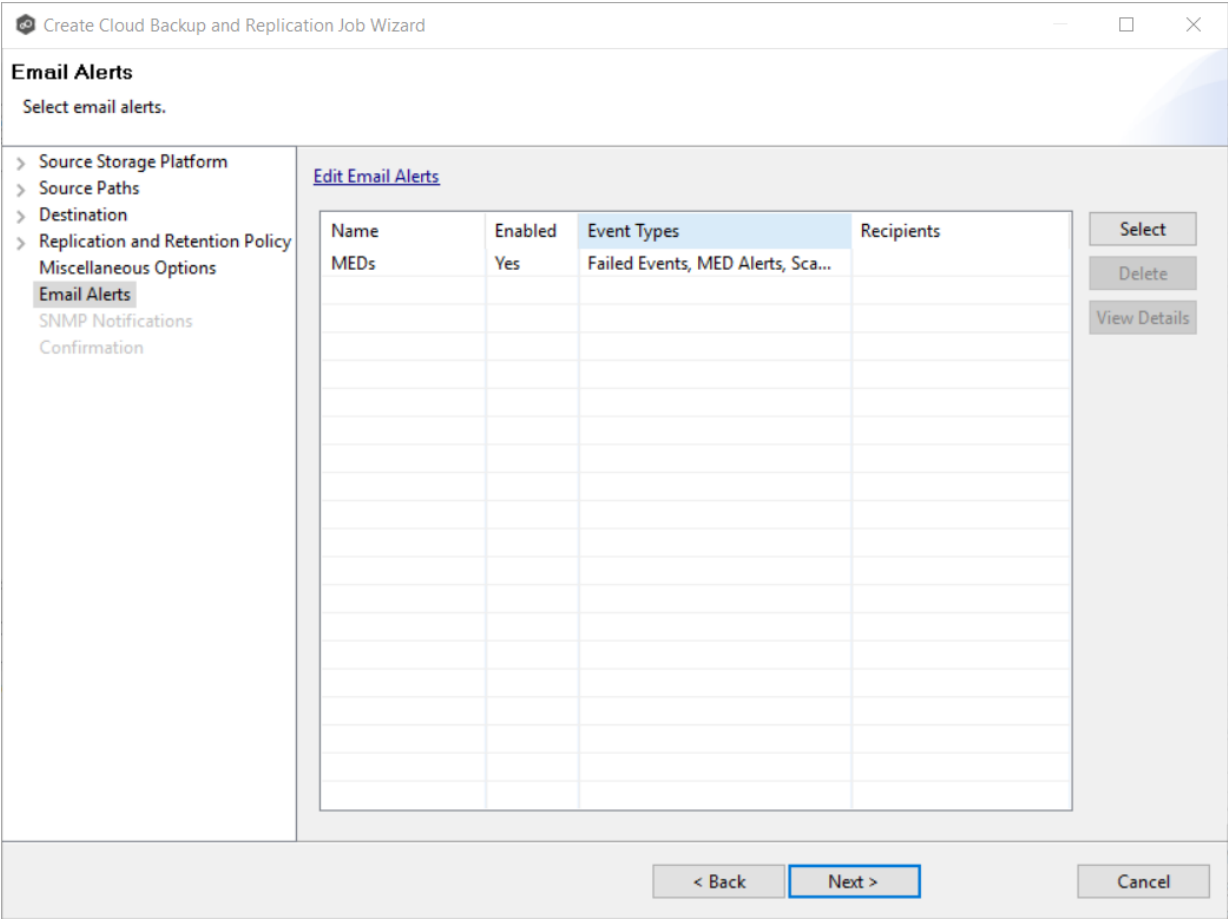 Create Cloud Backup and Replication Job Wizard
Email Alerts
Select email alerts.
Source Storage Platform
Source Paths
Destination
Replication and Retention Policy
Miscellaneous Options
Email Alerts
SNMP Notifications
Confirmation
Edit Email Alerts
Name Enabled Event Types Recipients
MEDs Yes Failed Events, MED Alerts, Sca...
Select
Delete
View Details
< Back Next > Cancel